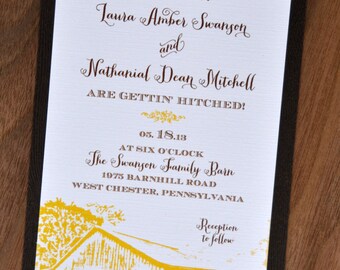 Laura Amber Swanson
and
Nathanial Dean Mitchell
ARE GETTIN' HITCHED!
05.18.13
AT SIX O'CLOCK
The Swanson Family Barn
1975 BARNHILL ROAD
WEST CHESTER, PENNSYLVANIA
Reception
to follow